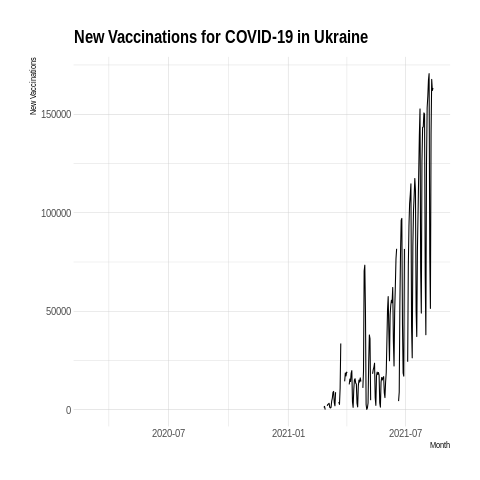 New Vaccinations for COVID-19 in Ukraine
New Vaccinations
150000
100000
50000
0
2020-07
2021-01
2021-07
Month